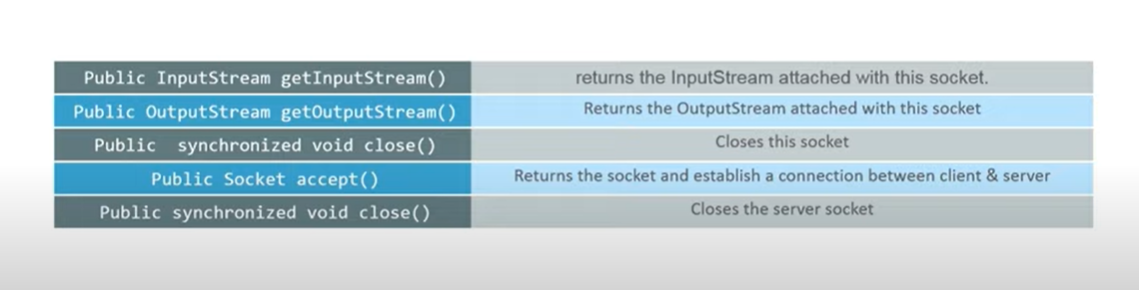 Public InputStream getInputStream() returns the InputStream attached with this socket.
Public OutputStream getOutputStream() Returns the OutputStream attached with this socket
Public  synchronized void close() Closes this socket
Public Socket accept() Returns the socket and establish a connection between client & server
Public synchronized void close() Closes the server socket